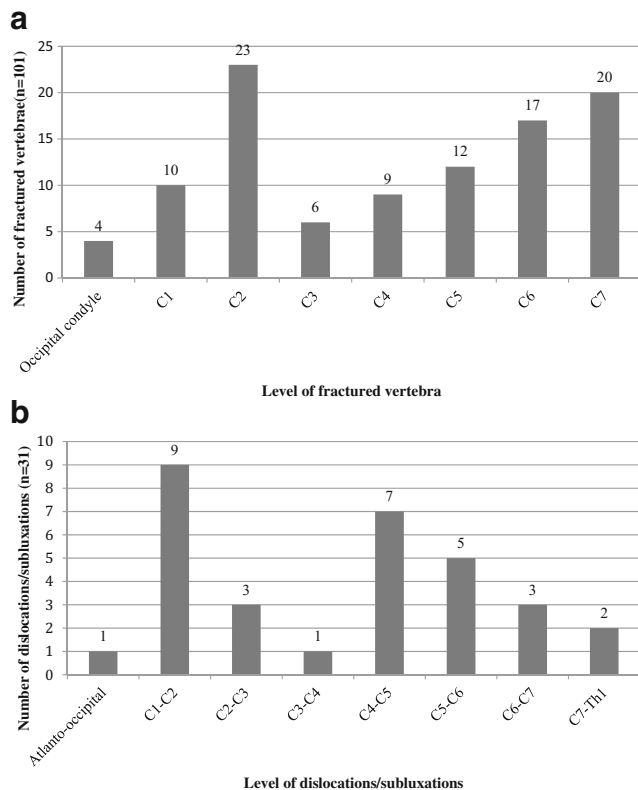 a
Number of fractured vertebrae(n=101)
25
20
15
10
5
0
4
10
23
6
9
12
17
20
Occipital condyle
C1
C2
C3
C4
C5
C6
C7
Level of fractured vertebra
b
Number of dislocations/subluxations (n=31)
10
9
8
7
6
5
4
3
2
1
0
1
9
3
1
7
5
3
2
Atlanto-occipital
C1-C2
C2-C3
C3-C4
C4-C5
C5-C6
C6-C7
C7-Th1
Level of dislocations/subluxations